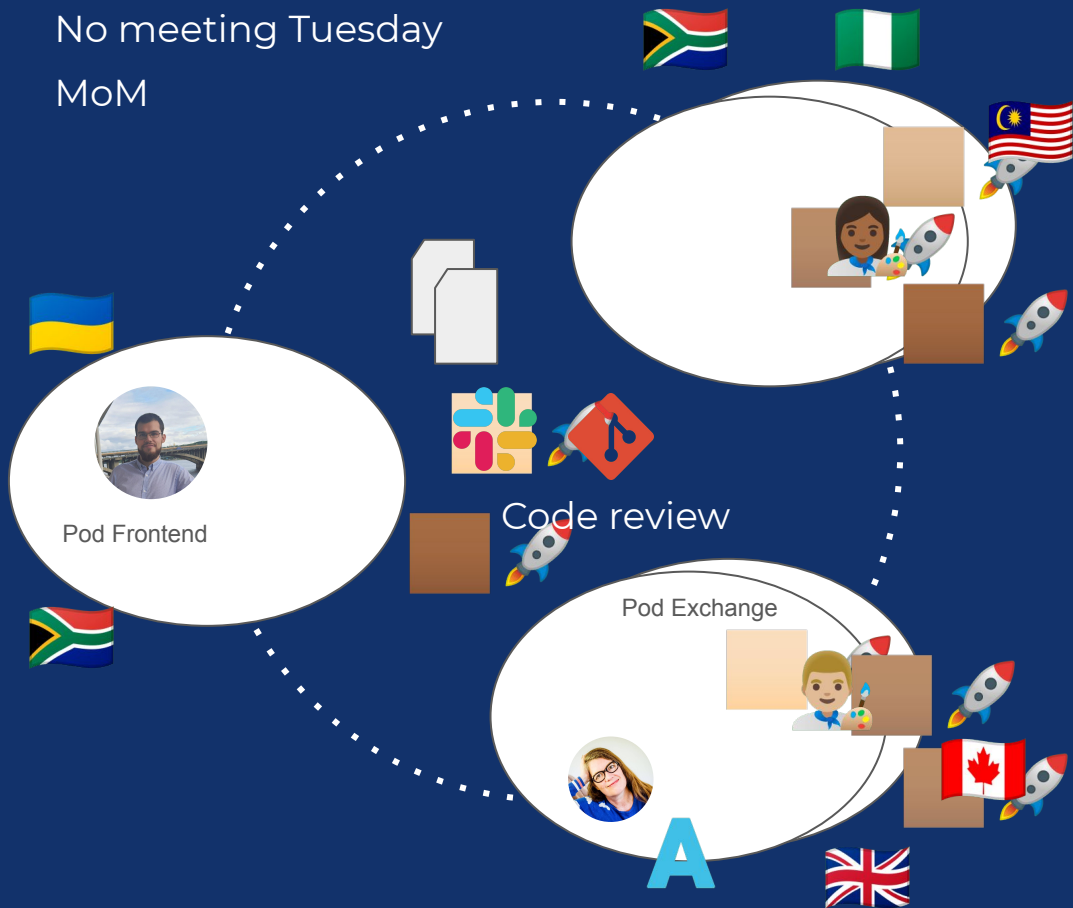 No meeting Tuesday
MoM
Code review
Pod Frontend
Pod Exchange
A